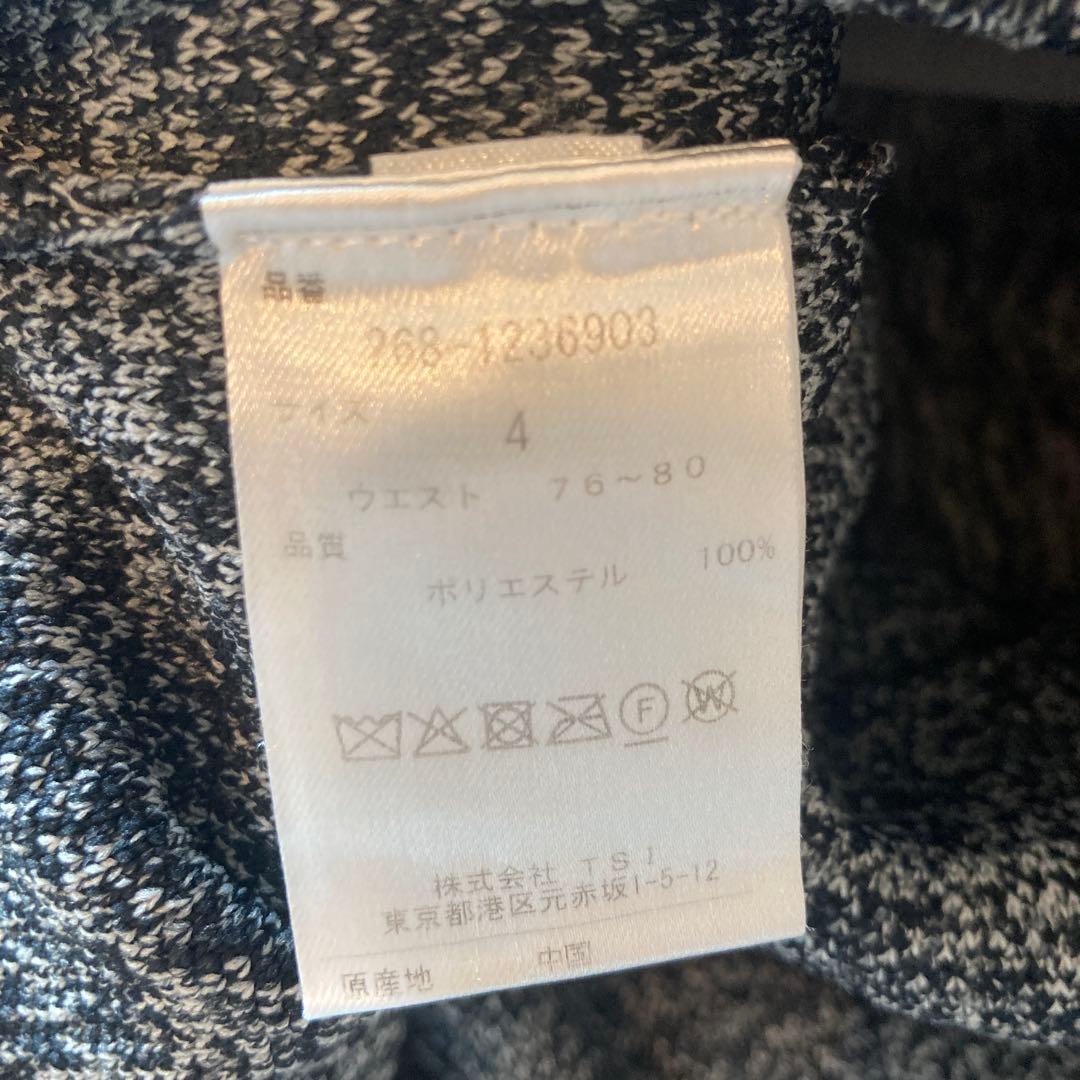 品番
268-1236903
サイズ
4
ウエスト 76～80
品質
ポリエステル 100%
F
W
株式会社 TSI
東京都港区元赤坂1-5-12
原産地 中国